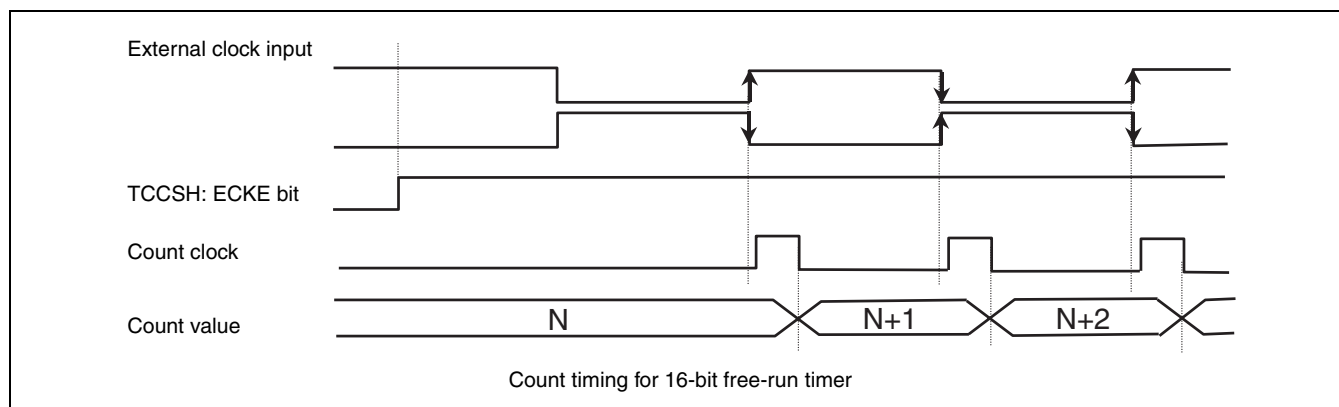 External clock input
TCCSH: ECKE bit
Count clock
Count value
N
N+1
N+2
Count timing for 16-bit free-run timer